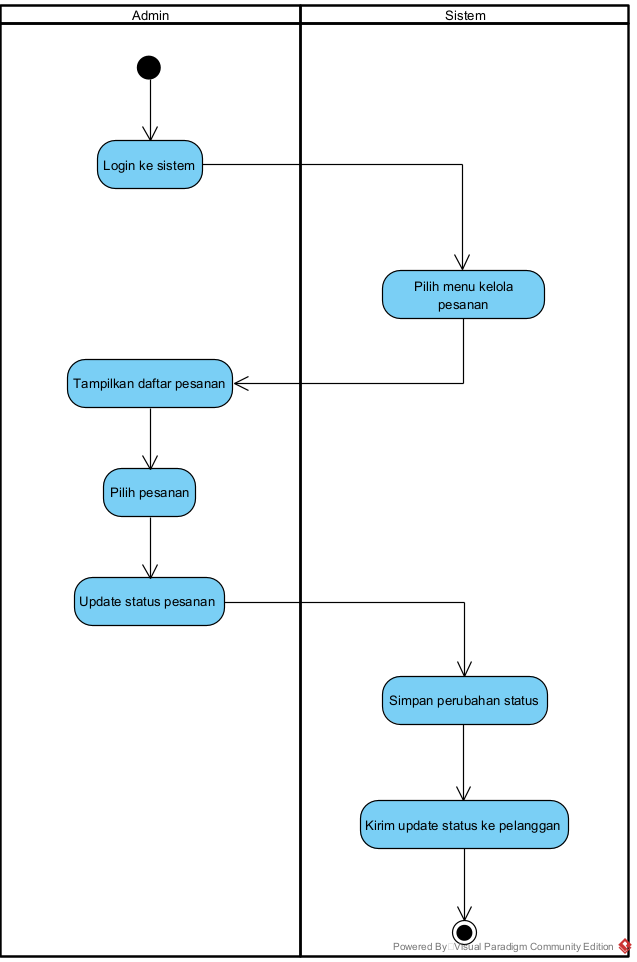 Admin
Sistem
Login ke sistem
Pilih menu kelola
pesanan
Tampilkan daftar pesanan
Pilih pesanan
Update status pesanan
Simpan perubahan status
Kirim update status ke pelanggan
Powered By Visual Paradigm Community Edition